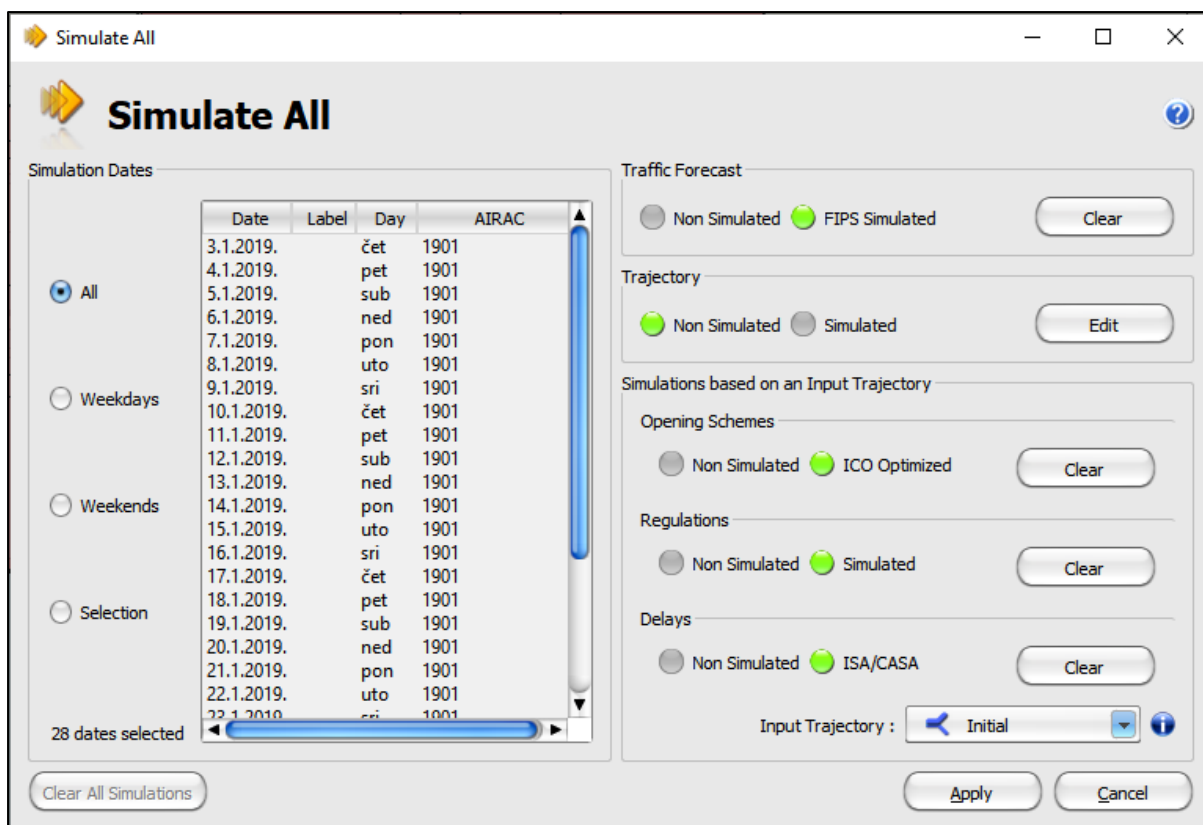 Simulate All
Simulate All
Simulation Dates
All
Weekdays
Weekends
Selection
28 dates selected
Date Label Day AIRAC
3.1.2019. čet 1901
4.1.2019. pet 1901
5.1.2019. sub 1901
6.1.2019. ned 1901
7.1.2019. pon 1901
8.1.2019. uto 1901
9.1.2019. sri 1901
10.1.2019. čet 1901
11.1.2019. pet 1901
12.1.2019. sub 1901
13.1.2019. ned 1901
14.1.2019. pon 1901
15.1.2019. uto 1901
16.1.2019. sri 1901
17.1.2019. čet 1901
18.1.2019. pet 1901
19.1.2019. sub 1901
20.1.2019. ned 1901
21.1.2019. pon 1901
22.1.2019. uto 1901
23.1.2019. sri 1901
Traffic Forecast
Non Simulated FIPS Simulated Clear
Trajectory
Non Simulated Simulated Edit
Simulations based on an Input Trajectory
Opening Schemes
Non Simulated ICO Optimized Clear
Regulations
Non Simulated Simulated Clear
Delays
Non Simulated ISA/CASA Clear
Input Trajectory : Initial
Clear All Simulations Apply Cancel